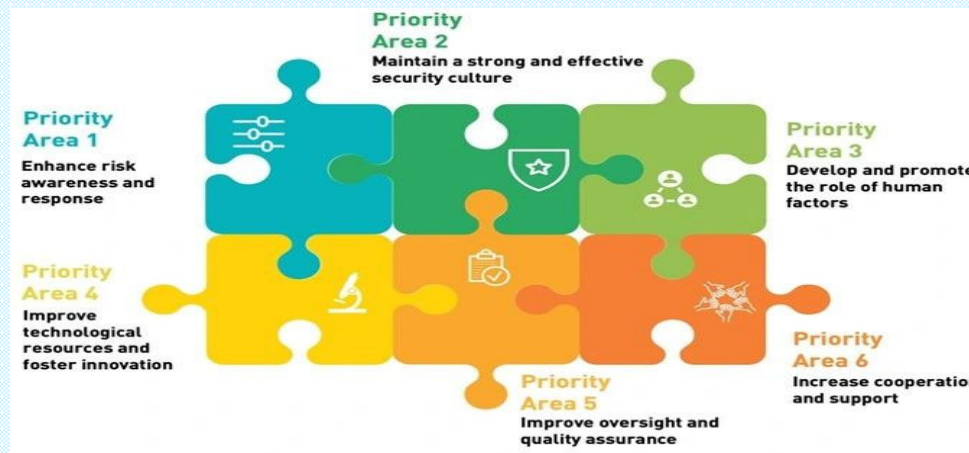 Priority
Area 1
Enhance risk
awareness and
response
Priority
Area 2
Maintain a strong and effective
security culture
Priority
Area 3
Develop and promote
the role of human
factors
Priority
Area 4
Improve
technological
resources and
foster innovation
Priority
Area 5
Improve oversight and
quality assurance
Priority
Area 6
Increase cooperation
and support